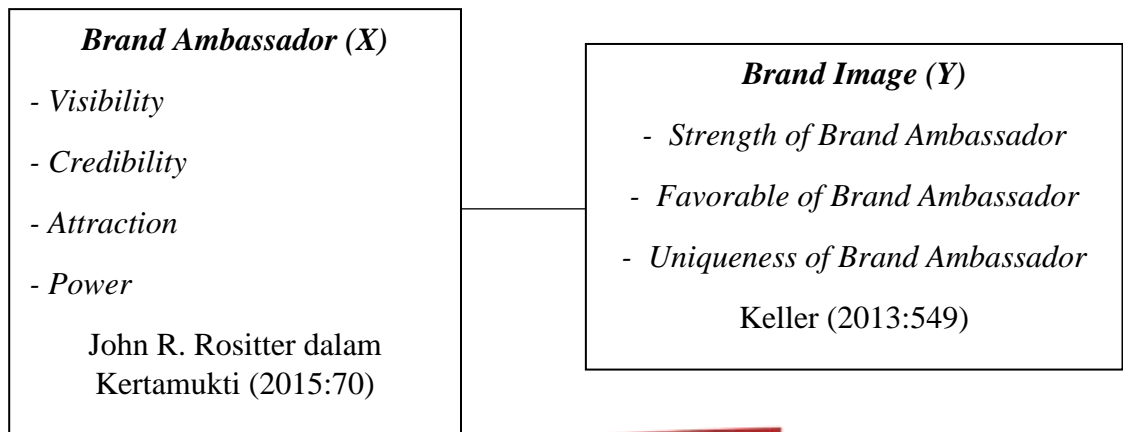 Brand Ambassador (X)
- Visibility
- Credibility
- Attraction
- Power
John R. Rositter dalam
Kertamukti (2015:70)
Brand Image (Y)
- Strength of Brand Ambassador
- Favorable of Brand Ambassador
- Uniqueness of Brand Ambassador
Keller (2013:549)